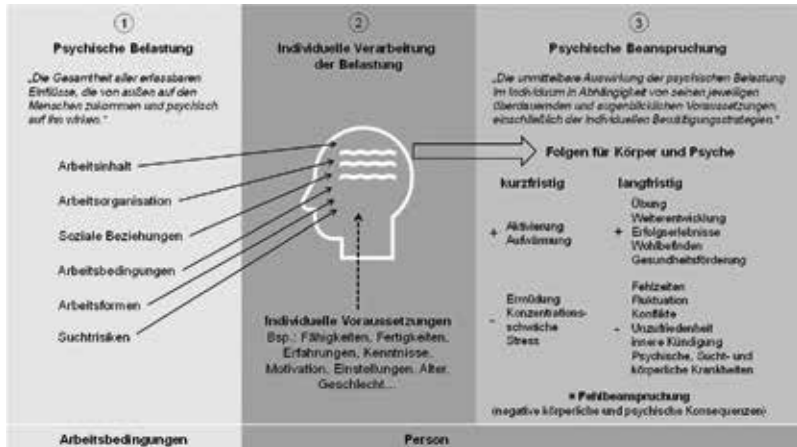 1
Psychische Belastung
„Die Gesamtheit aller erfassbaren
Einflüsse, die von außen auf den
Menschen zukommen und psychisch
auf ihn wirken."
Arbeitsinhalt
Arbeitsorganisation
Soziale Beziehungen
Arbeitsbedingungen
Arbeitsformen
Suchtrisiken
Arbeitsbedingungen
2
Individuelle Verarbeitung
der Belastung
Individuelle Voraussetzungen
Bsp.: Fähigkeiten, Fertigkeiten,
Erfahrungen, Kenntnisse,
Motivation, Einstellungen, Alter,
Geschlecht...
3
Psychische Beanspruchung
„Die unmittelbare Auswirkung der psychischen Belastung
im Individuum in Abhängigkeit von seinen jeweiligen
überdauernden und augenblicklichen Voraussetzungen,
einschließlich der individuellen Bewältigungsstrategien."
Folgen für Körper und Psyche
kurzfristig
+ Aktivierung
Aufwärmung
- Ermüdung
Konzentrations-
schwäche
Stress
langfristig
+ Übung
Weiterentwicklung
Erfolgserlebnisse
Wohlbefinden
Gesundheitsförderung
- Fehlzeiten
Fluktuation
Konflikte
Unzufriedenheit
innere Kündigung
Psychische, Sucht- und
körperliche Krankheiten
= Fehlbeanspruchung
(negative körperliche und psychische Konsequenzen)
Person